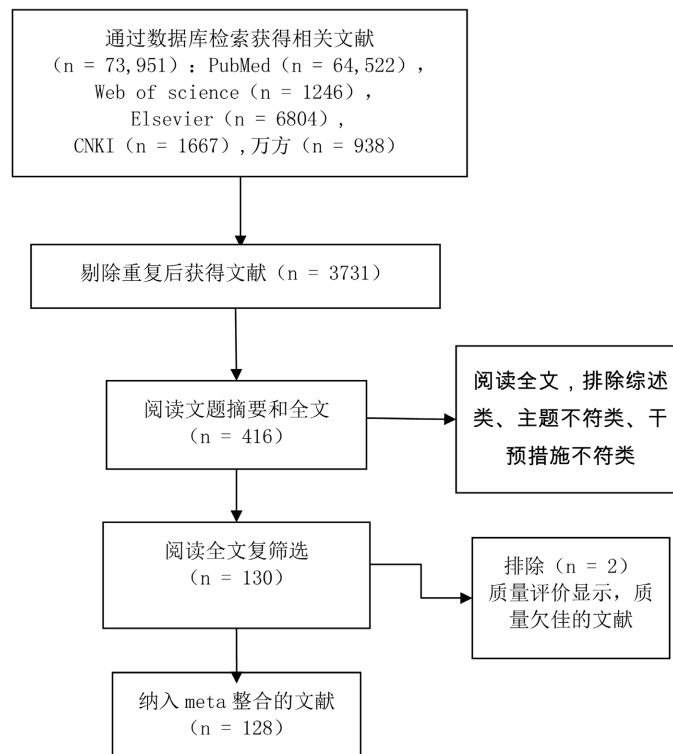 通过数据库检索获得相关文献
（n = 73,951）：PubMed（n = 64,522），
Web of science（n = 1246），
Elsevier（n = 6804），
CNKI（n = 1667）,万方（n = 938）
剔除重复后获得文献（n = 3731）
阅读文题摘要和全文
（n = 416）
阅读全文，排除综述
类、主题不符类、干
预措施不符类
阅读全文复筛选
（n = 130）
排除（n = 2）
质量评价显示，质
量欠佳的文献
纳入 meta 整合的文献
（n = 128）